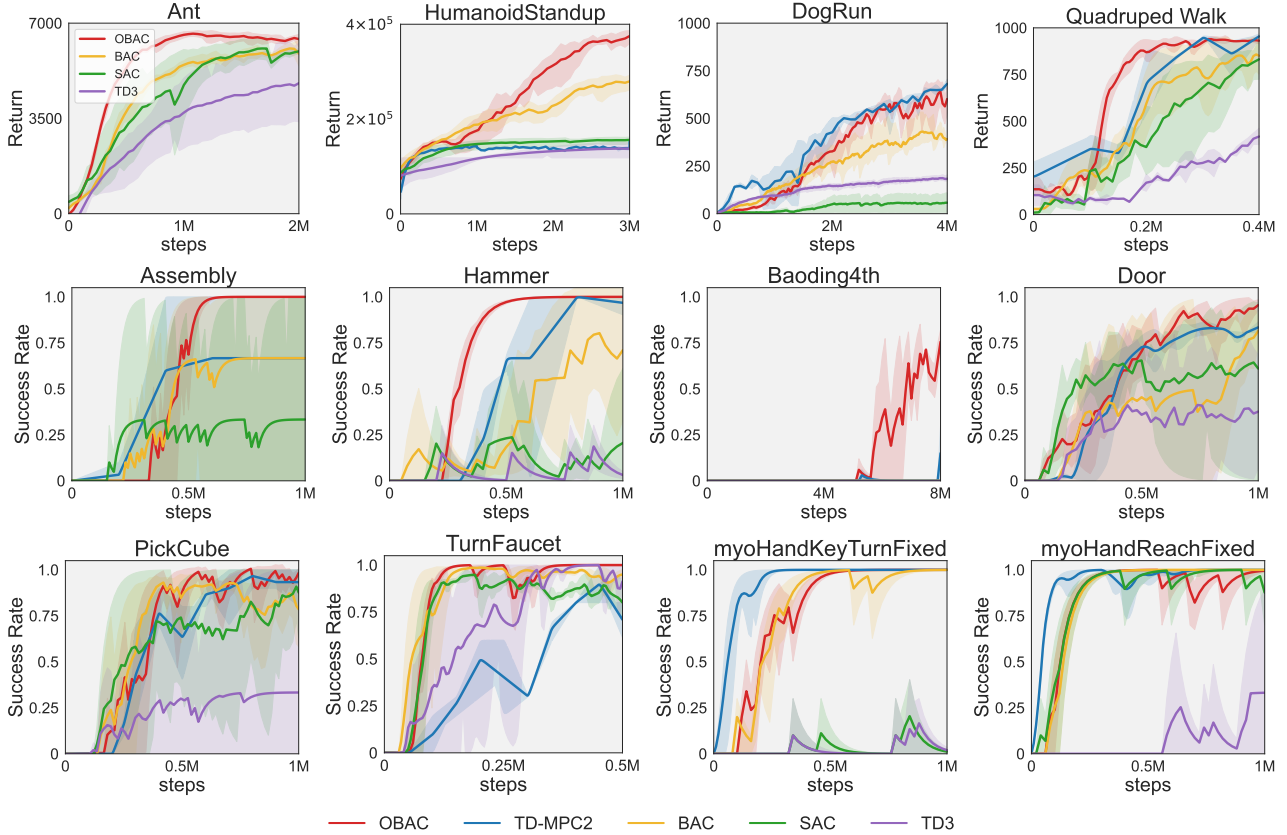 Ant
Return
7000
3500
0
OBAC
BAC
SAC
TD3
0
1M
2M
steps
HumanoidStandup
Return
4×10⁵
2×10⁵
0
1M
2M
3M
steps
DogRun
Return
1000
750
500
250
0
0
2M
4M
steps
Quadruped Walk
Return
1000
750
500
250
0
0
0.2M
0.4M
steps
Assembly
Success Rate
1.0
0.75
0.5
0.25
0
0
0.5M
1M
steps
Hammer
Success Rate
1.0
0.75
0.5
0.25
0
0
0.5M
1M
steps
Baoding4th
Success Rate
1.0
0.75
0.5
0.25
0
0
4M
8M
steps
Door
Success Rate
1.0
0.75
0.5
0.25
0
0
0.5M
1M
steps
PickCube
Success Rate
1.0
0.75
0.5
0.25
0
0
0.5M
1M
steps
TurnFaucet
Success Rate
1.0
0.75
0.5
0.25
0
0
0.25M
0.5M
steps
myoHandKeyTurnFixed
Success Rate
1.0
0.75
0.5
0.25
0
0
0.5M
1M
steps
myoHandReachFixed
Success Rate
1.0
0.75
0.5
0.25
0
0
0.5M
1M
steps
OBAC TD-MPC2 BAC SAC TD3